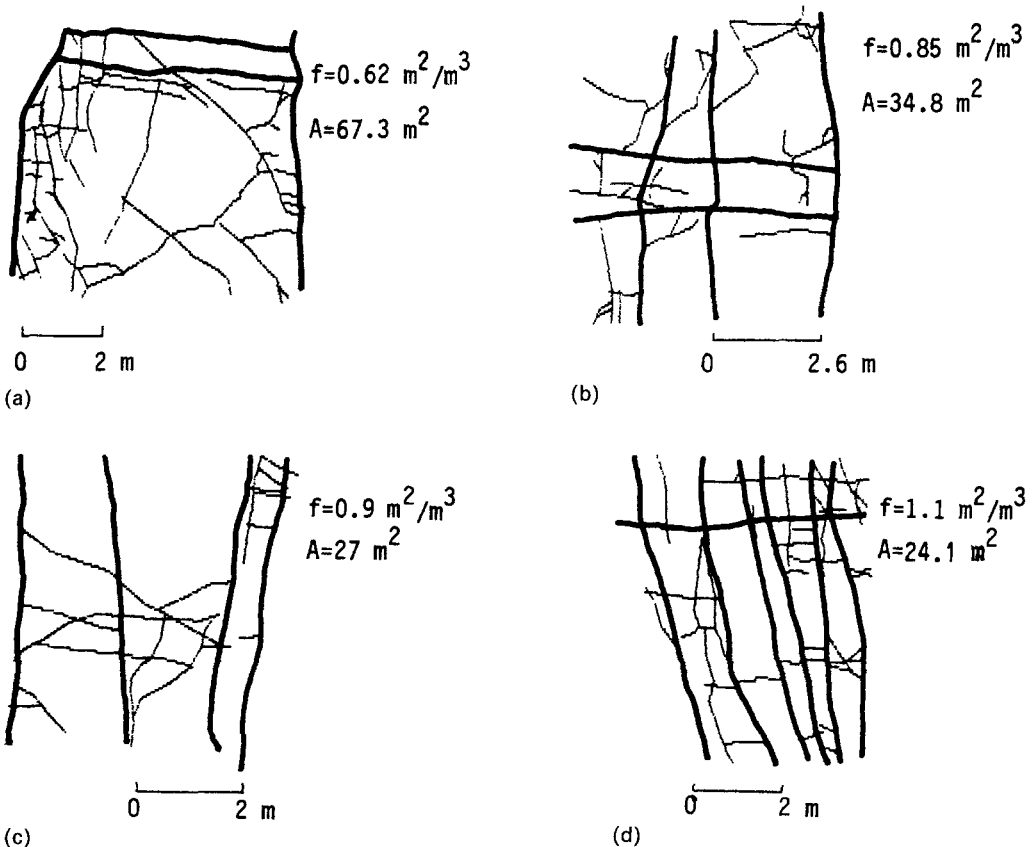 f=0.62 m²/m³
A=67.3 m²
0 2 m
(a)
f=0.85 m²/m³
A=34.8 m²
0 2.6 m
(b)
f=0.9 m²/m³
A=27 m²
0 2 m
(c)
f=1.1 m²/m³
A=24.1 m²
0 2 m
(d)